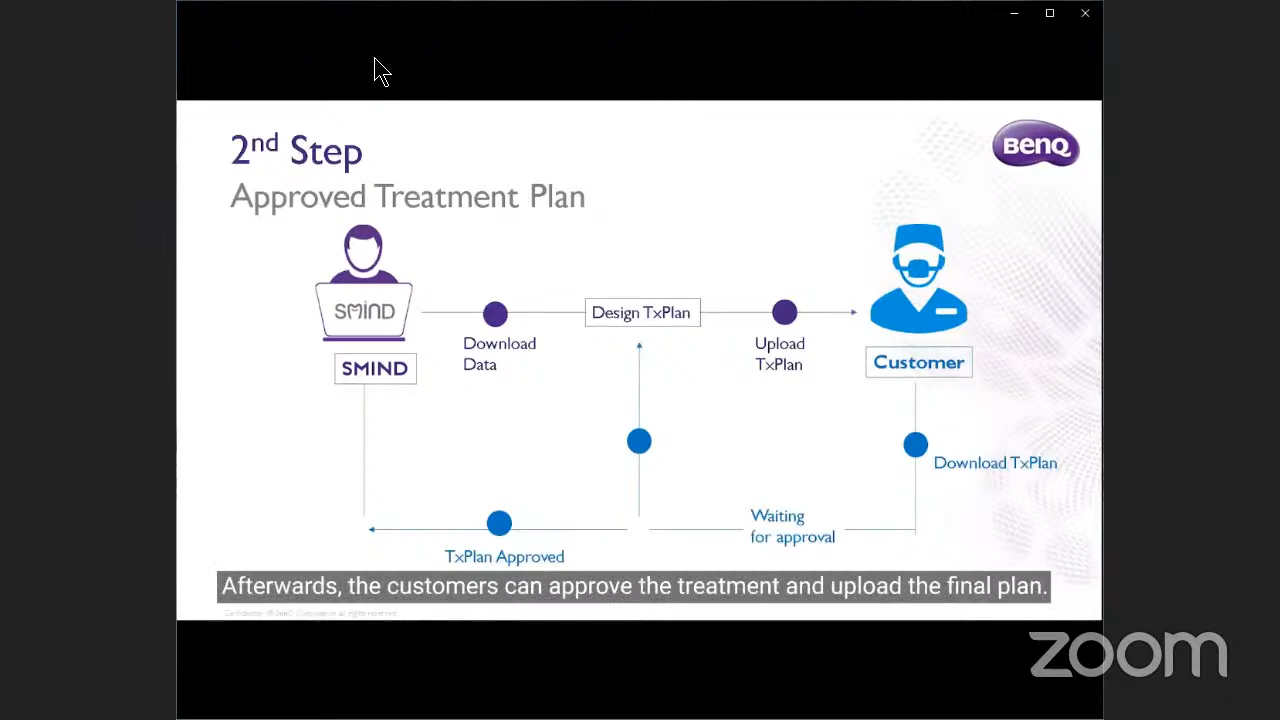 2nd Step
BenQ
Approved Treatment Plan
SMIND
Design TxPlan
Download
Data
Upload
TxPlan
SMIND
Customer
Download TxPlan
Waiting
for approval
TxPlan Approved
Afterwards, the customers can approve the treatment and upload the final plan.
zoom